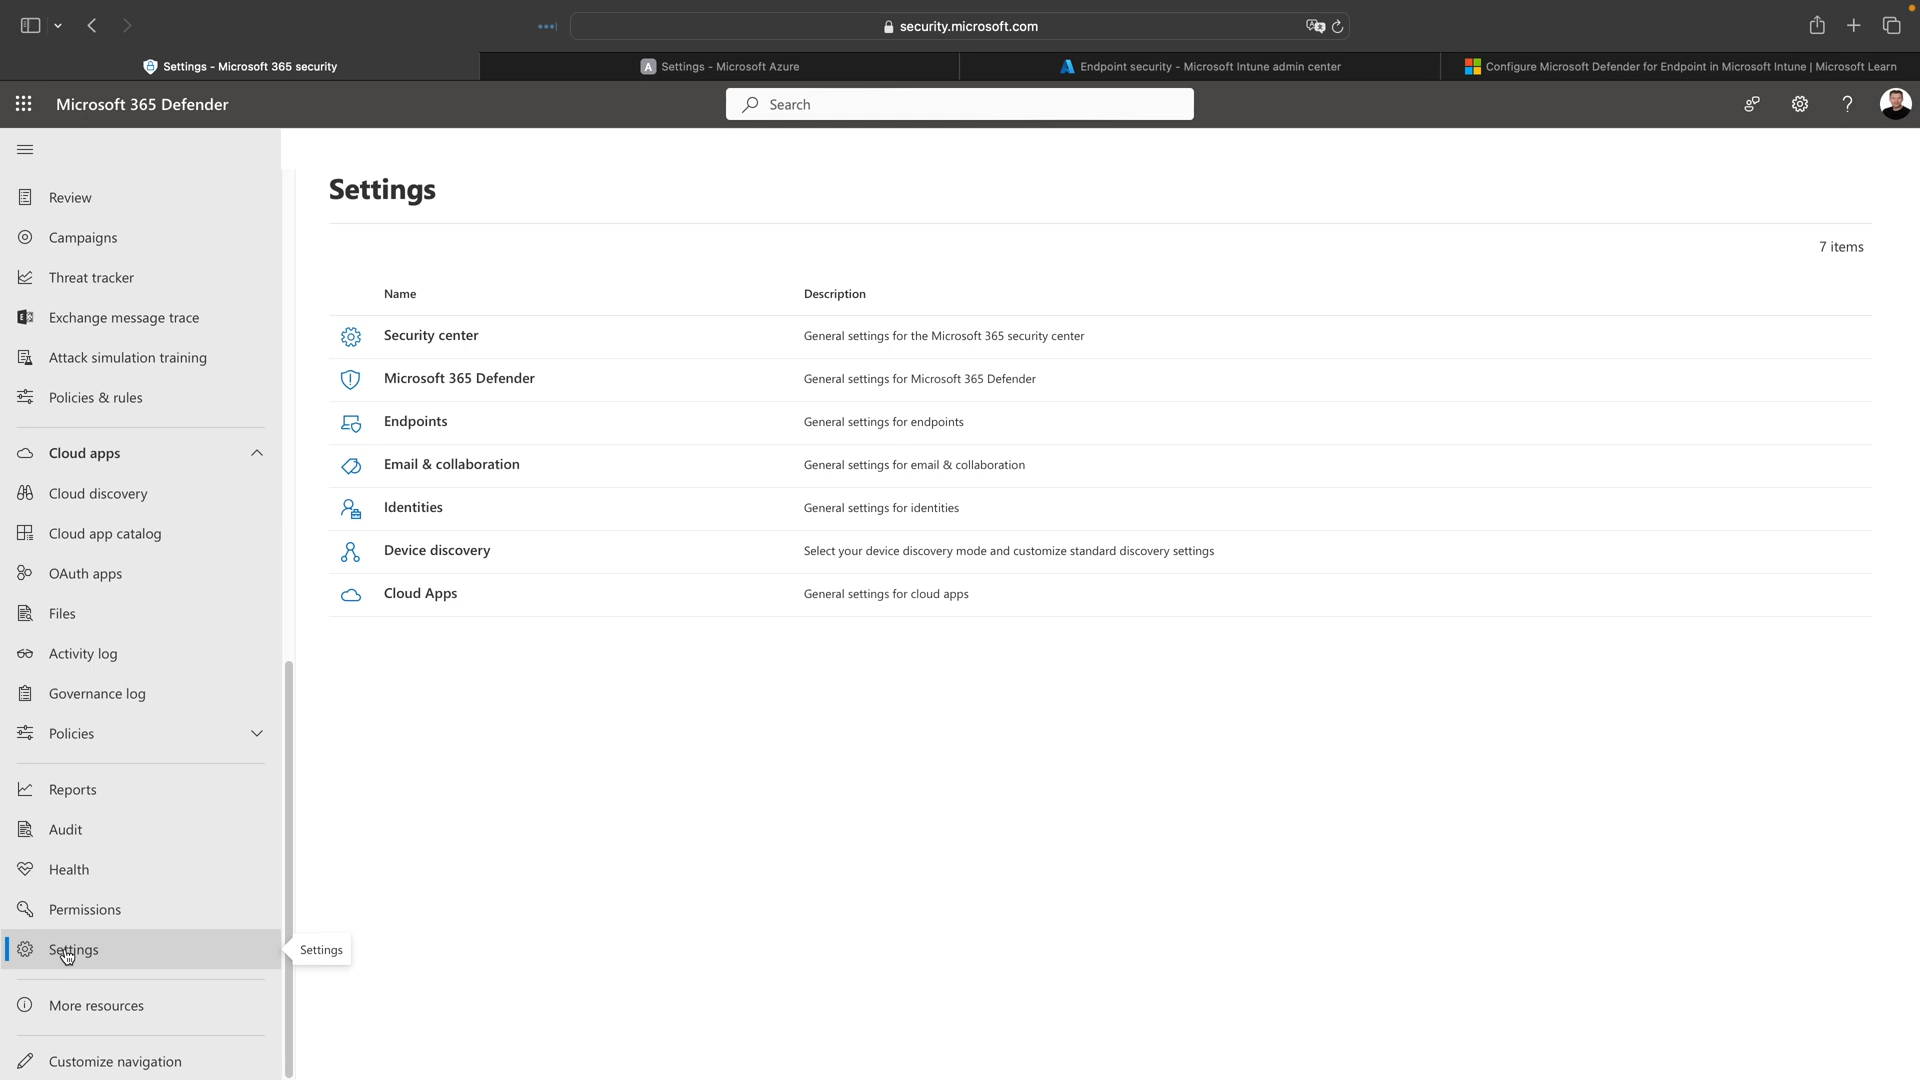 security.microsoft.com
Settings - Microsoft 365 security
A Settings - Microsoft Azure
Endpoint security - Microsoft Intune admin center
Configure Microsoft Defender for Endpoint in Microsoft Intune | Microsoft Learn
Microsoft 365 Defender
Search
Review
Campaigns
Threat tracker
Exchange message trace
Attack simulation training
Policies & rules
Cloud apps
Cloud discovery
Cloud app catalog
OAuth apps
Files
Activity log
Governance log
Policies
Reports
Audit
Health
Permissions
Settings
Settings
More resources
Customize navigation
Settings
7 items
Name Description
Security center General settings for the Microsoft 365 security center
Microsoft 365 Defender General settings for Microsoft 365 Defender
Endpoints General settings for endpoints
Email & collaboration General settings for email & collaboration
Identities General settings for identities
Device discovery Select your device discovery mode and customize standard discovery settings
Cloud Apps General settings for cloud apps